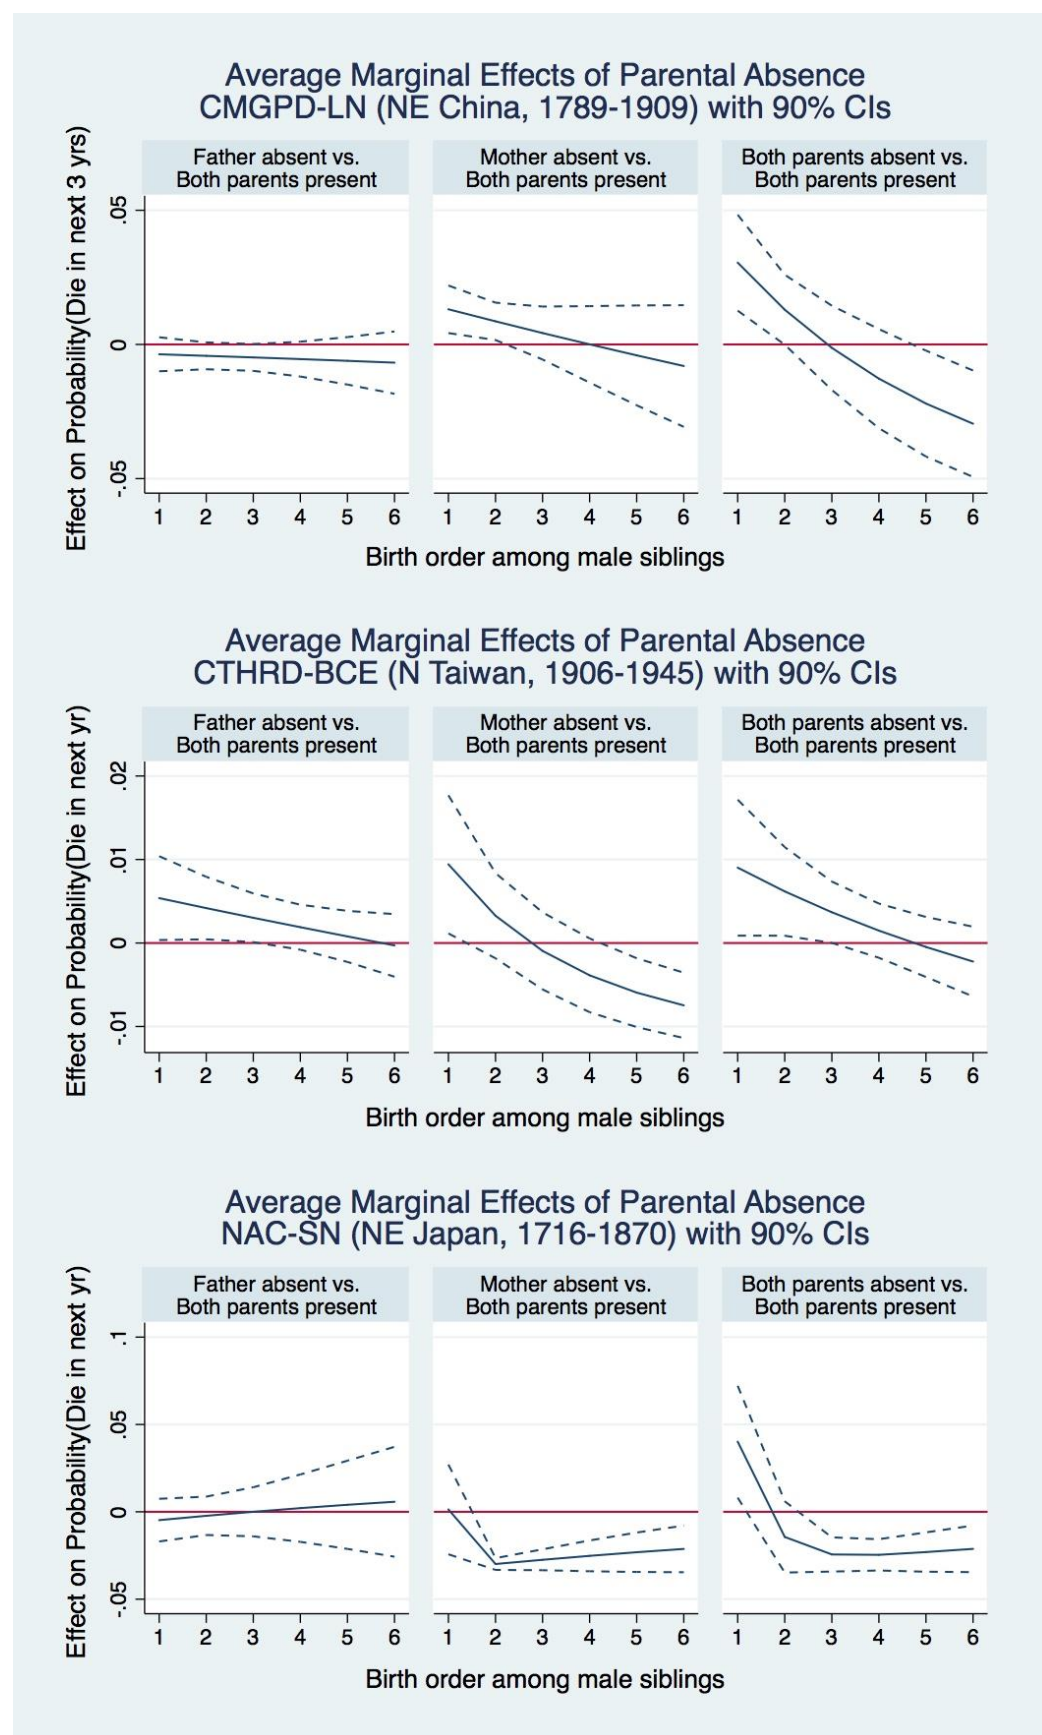 Average Marginal Effects of Parental Absence
CMGPD-LN (NE China, 1789-1909) with 90% CIs
Father absent vs.
Both parents present
Mother absent vs.
Both parents present
Both parents absent vs.
Both parents present
Effect on Probability(Die in next 3 yrs)
.05
0
-.05
1 2 3 4 5 6
1 2 3 4 5 6
1 2 3 4 5 6
Birth order among male siblings
Average Marginal Effects of Parental Absence
CTHRD-BCE (N Taiwan, 1906-1945) with 90% CIs
Father absent vs.
Both parents present
Mother absent vs.
Both parents present
Both parents absent vs.
Both parents present
Effect on Probability(Die in next yr)
.02
.01
0
-.01
1 2 3 4 5 6
1 2 3 4 5 6
1 2 3 4 5 6
Birth order among male siblings
Average Marginal Effects of Parental Absence
NAC-SN (NE Japan, 1716-1870) with 90% CIs
Father absent vs.
Both parents present
Mother absent vs.
Both parents present
Both parents absent vs.
Both parents present
Effect on Probability(Die in next yr)
.1
.05
0
-.05
1 2 3 4 5 6
1 2 3 4 5 6
1 2 3 4 5 6
Birth order among male siblings